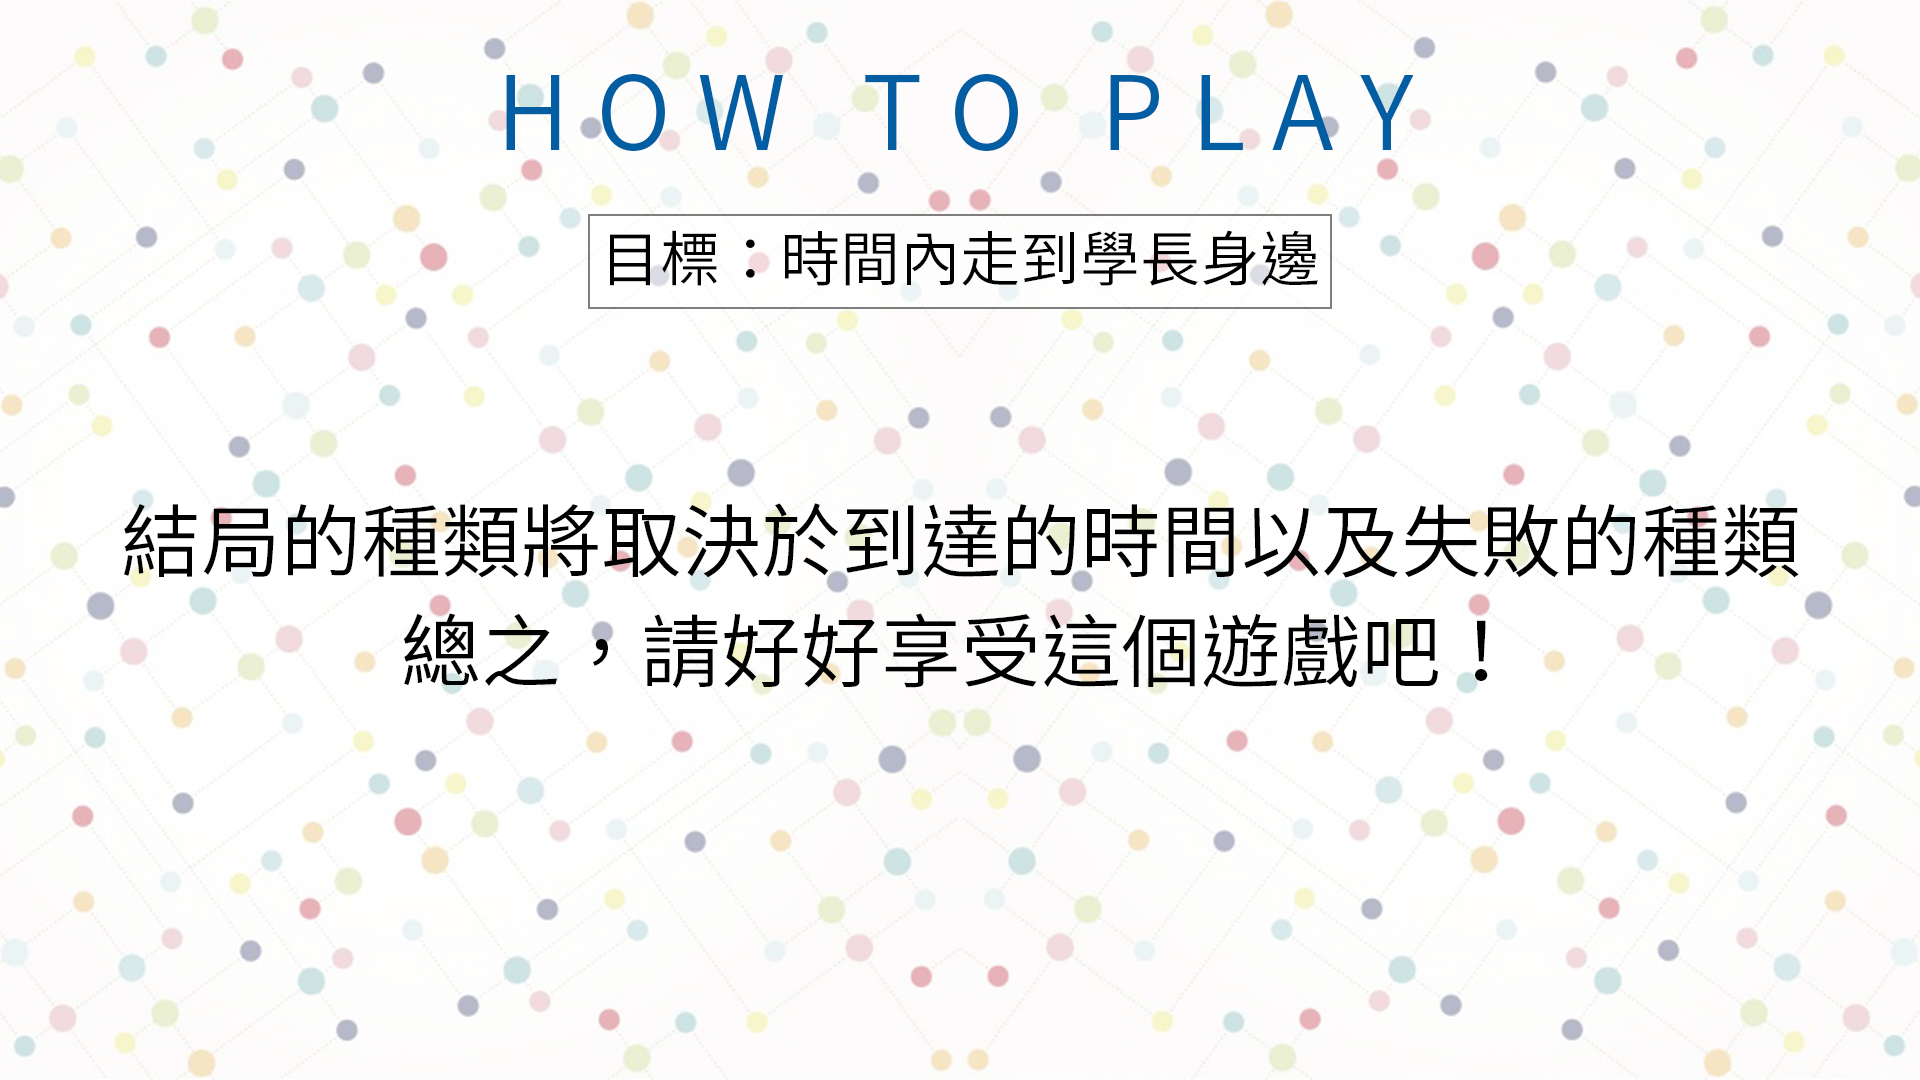 HOW TO PLAY
目標：時間內走到學長身邊
結局的種類將取決於到達的時間以及失敗的種類
總之，請好好享受這個遊戲吧！